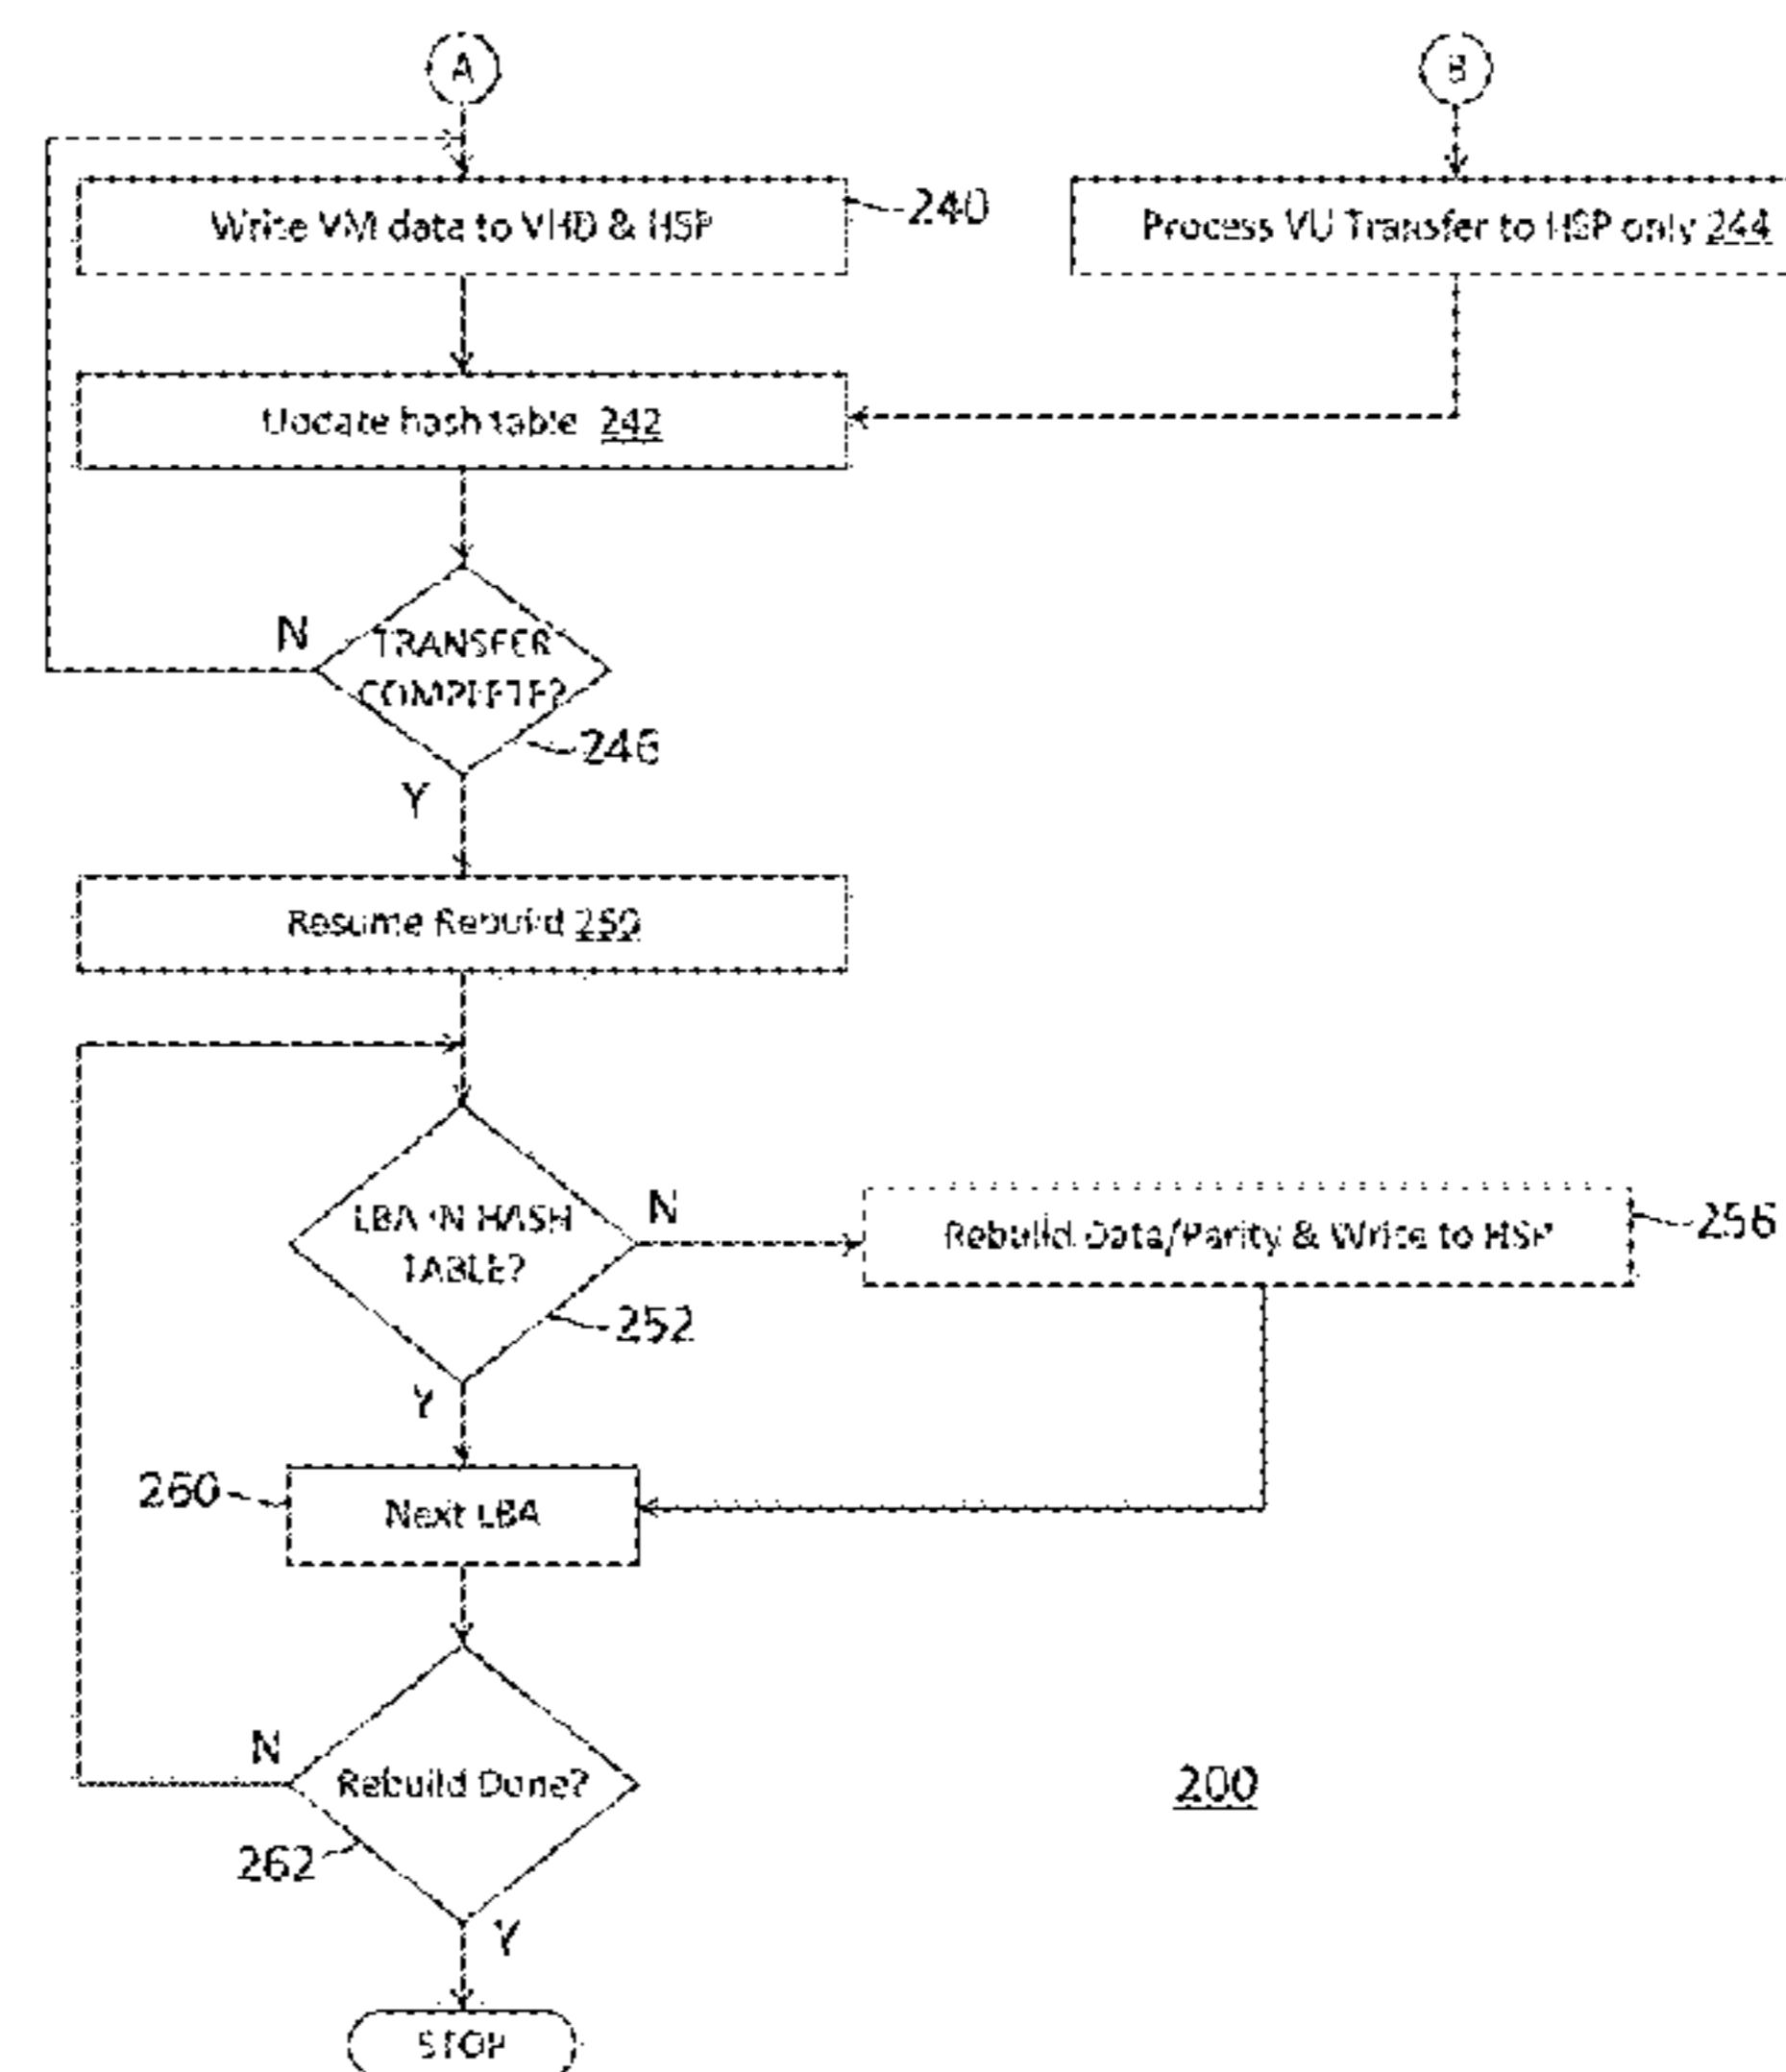 A
B
Write VM data to VHD & HSP
240
Process VU Transfer to HSP only 244
Update hash table 242
N
TRANSFER
COMPLETE?
246
Y
Resume Rebuild 250
LBA IN HASH
TABLE?
N
252
Rebuild Data/Parity & Write to HSP
256
Y
260
Next LBA
N
Rebuild Done?
262
200
Y
STOP